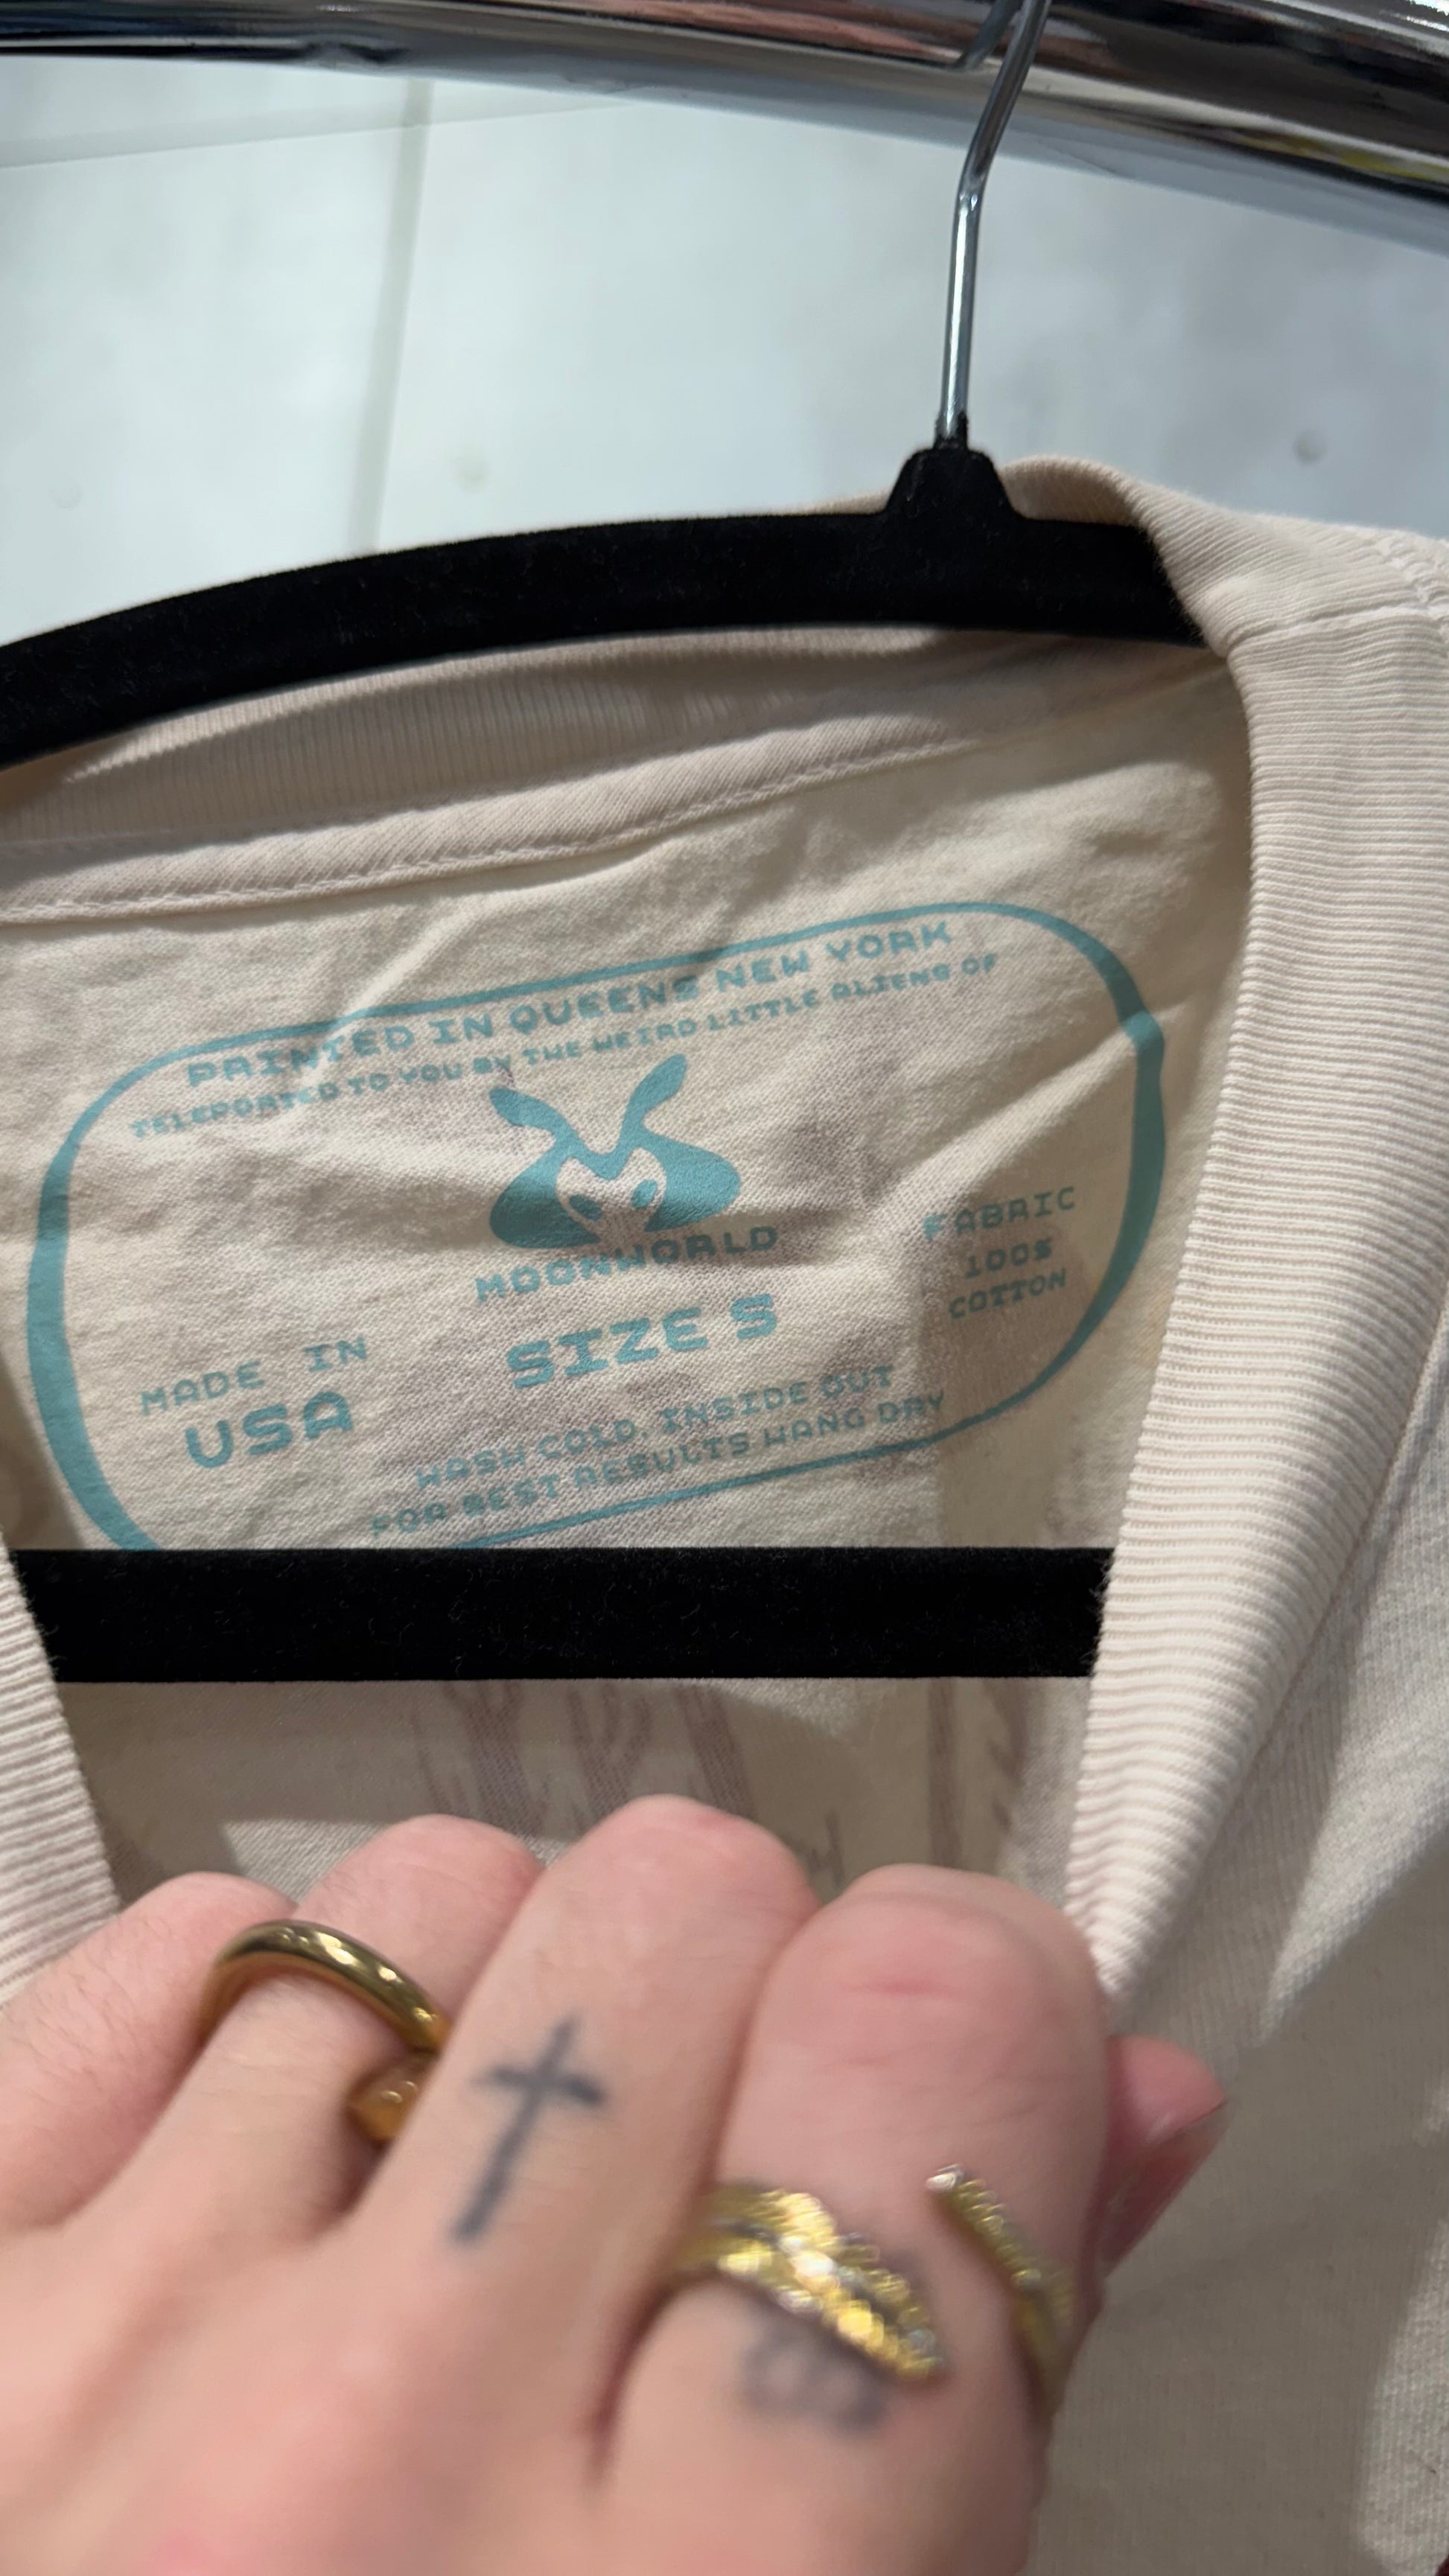 PRINTED IN QUEENS NEW YORK
TELEPORTED TO YOU BY THE WEIRD LITTLE ALIENS OF
MOONWORLD
FABRIC
100%
COTTON
SIZE S
MADE IN
USA
WASH COLD, INSIDE OUT
FOR BEST RESULTS HANG DRY